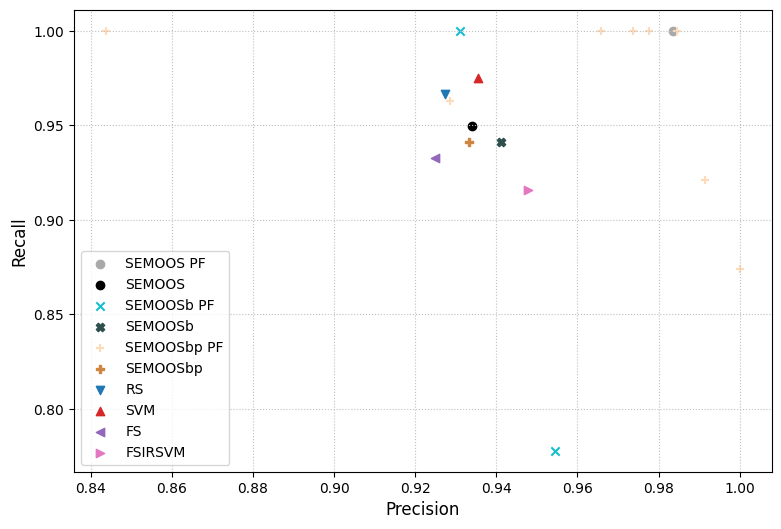 1.00
0.95
0.90
0.85
0.80
Recall
SEMOOS PF
SEMOOS
SEMOOSb PF
SEMOOSb
SEMOOSbp PF
SEMOOSbp
RS
SVM
FS
FSIRSVM
0.84 0.86 0.88 0.90 0.92 0.94 0.96 0.98 1.00
Precision